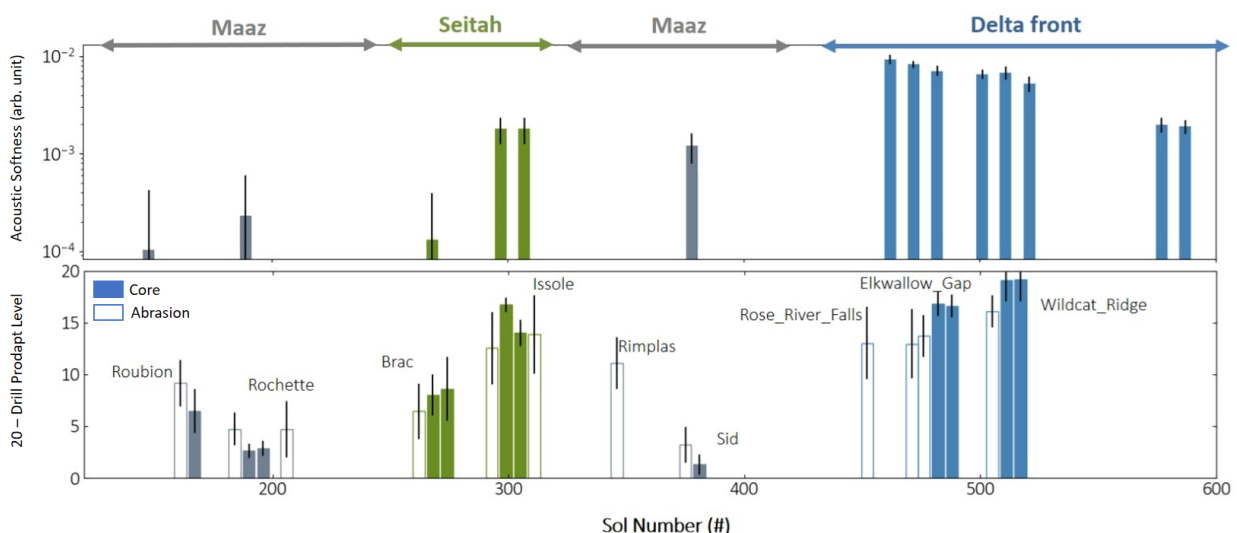 Maaz
Seitah
Maaz
Delta front
Acoustic Softness (arb. unit)
10⁻²
10⁻³
10⁻⁴
20 – Drill Prodapt Level
20
15
10
5
0
Core
Abrasion
Roubion
Rochette
Brac
Issole
Rimplas
Sid
Rose_River_Falls
Elkwallow_Gap
Wildcat_Ridge
200 300 400 500 600
Sol Number (#)